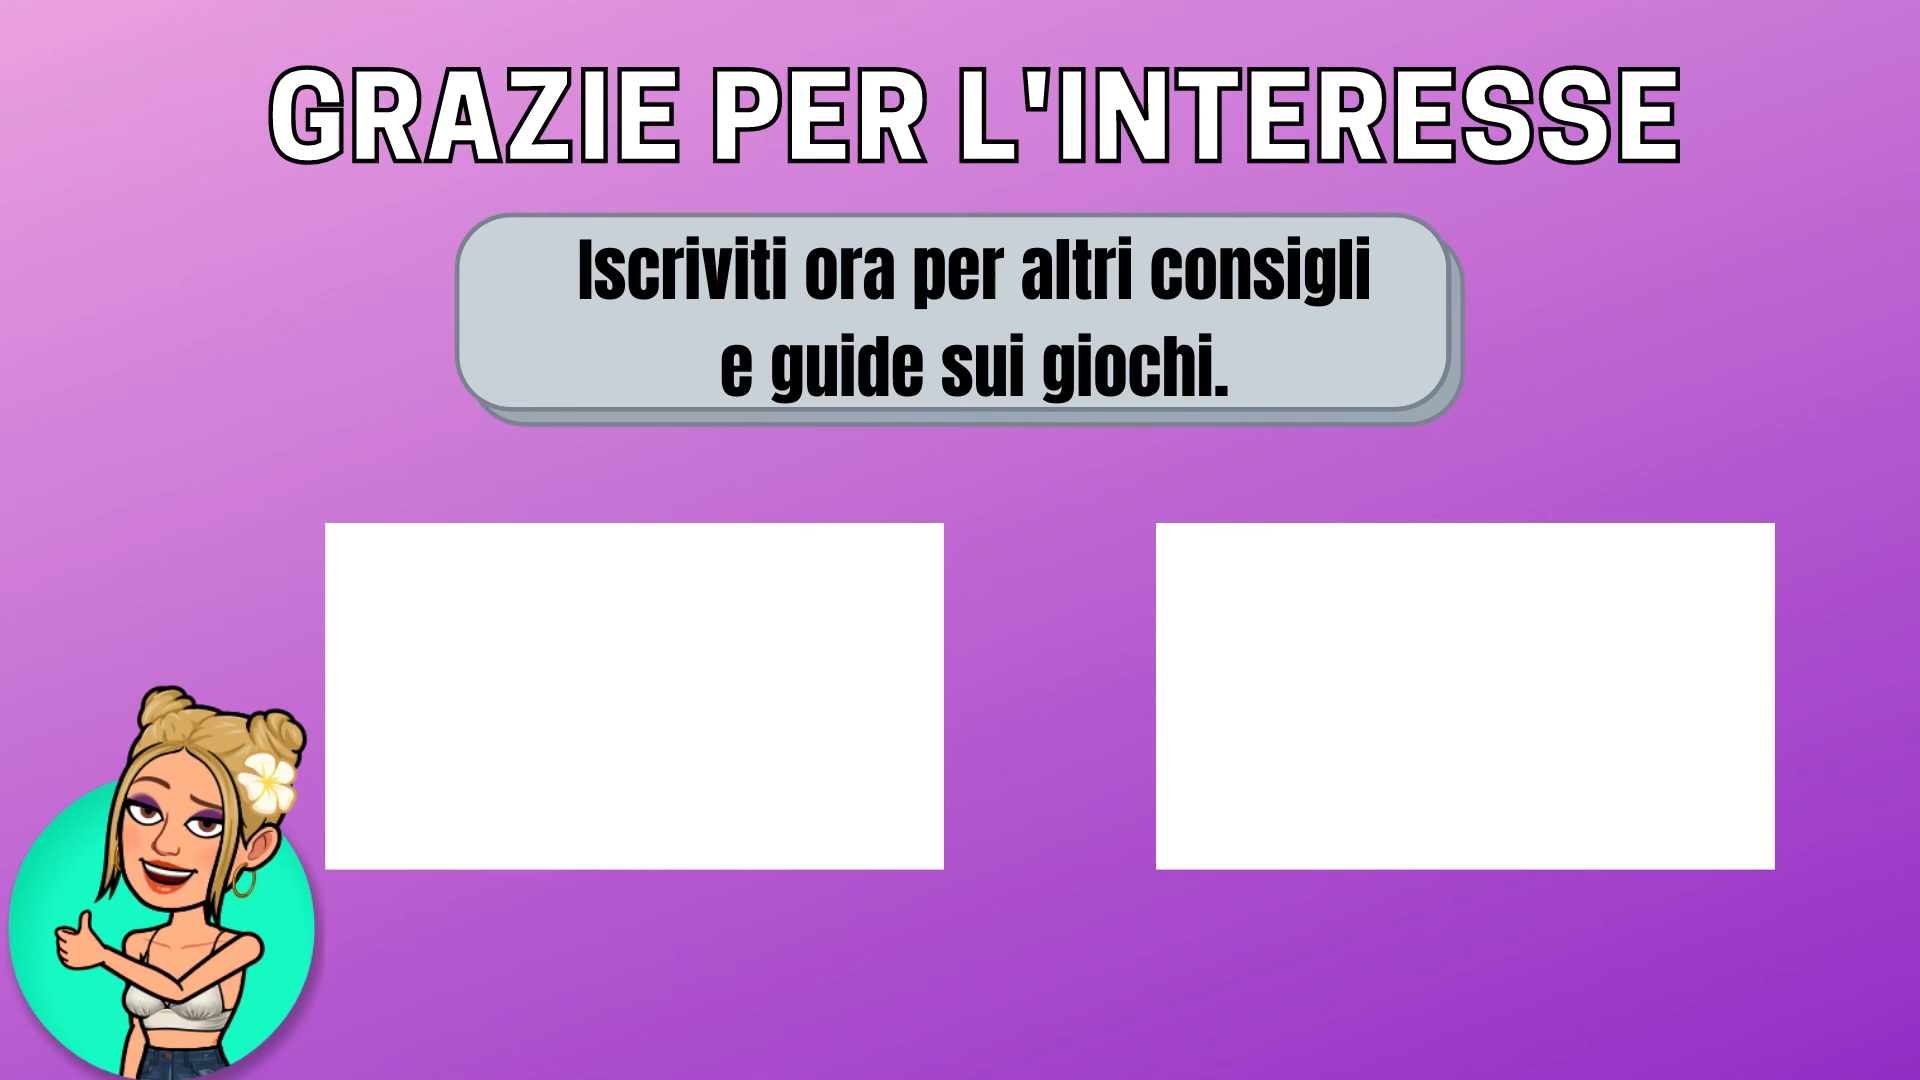 GRAZIE PER L'INTERESSE
Iscriviti ora per altri consigli
e guide sui giochi.